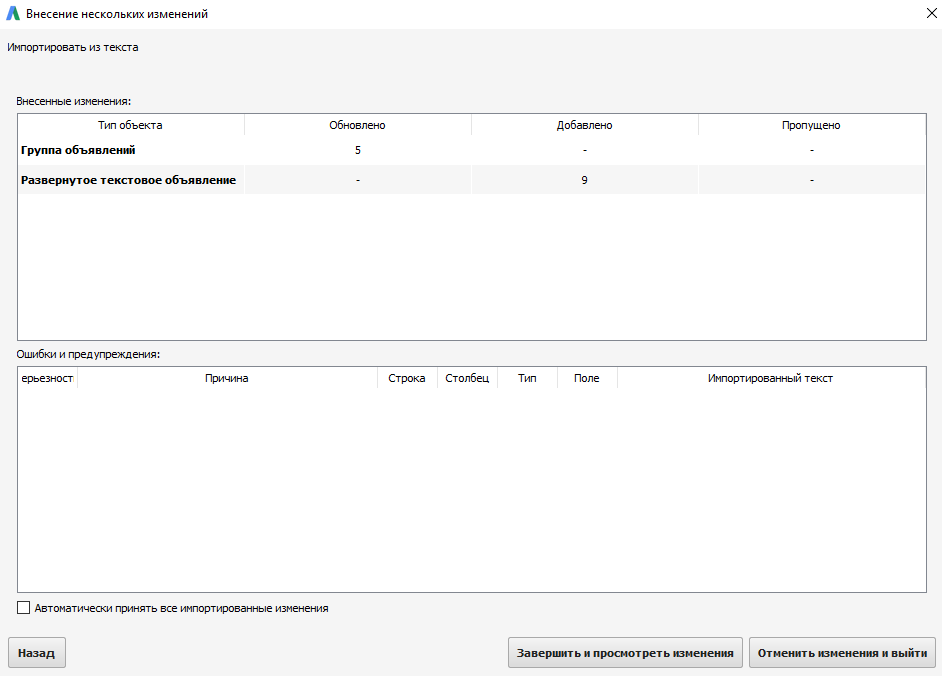 Внесение нескольких изменений
Импортировать из текста
Внесенные изменения:
Тип объекта Обновлено Добавлено Пропущено
Группа объявлений 5 - -
Развернутое текстовое объявление - 9 -
Ошибки и предупреждения:
ерьезност Причина Строка Столбец Тип Поле Импортированный текст
Автоматически принять все импортированные изменения
Назад Завершить и просмотреть изменения Отменить изменения и выйти